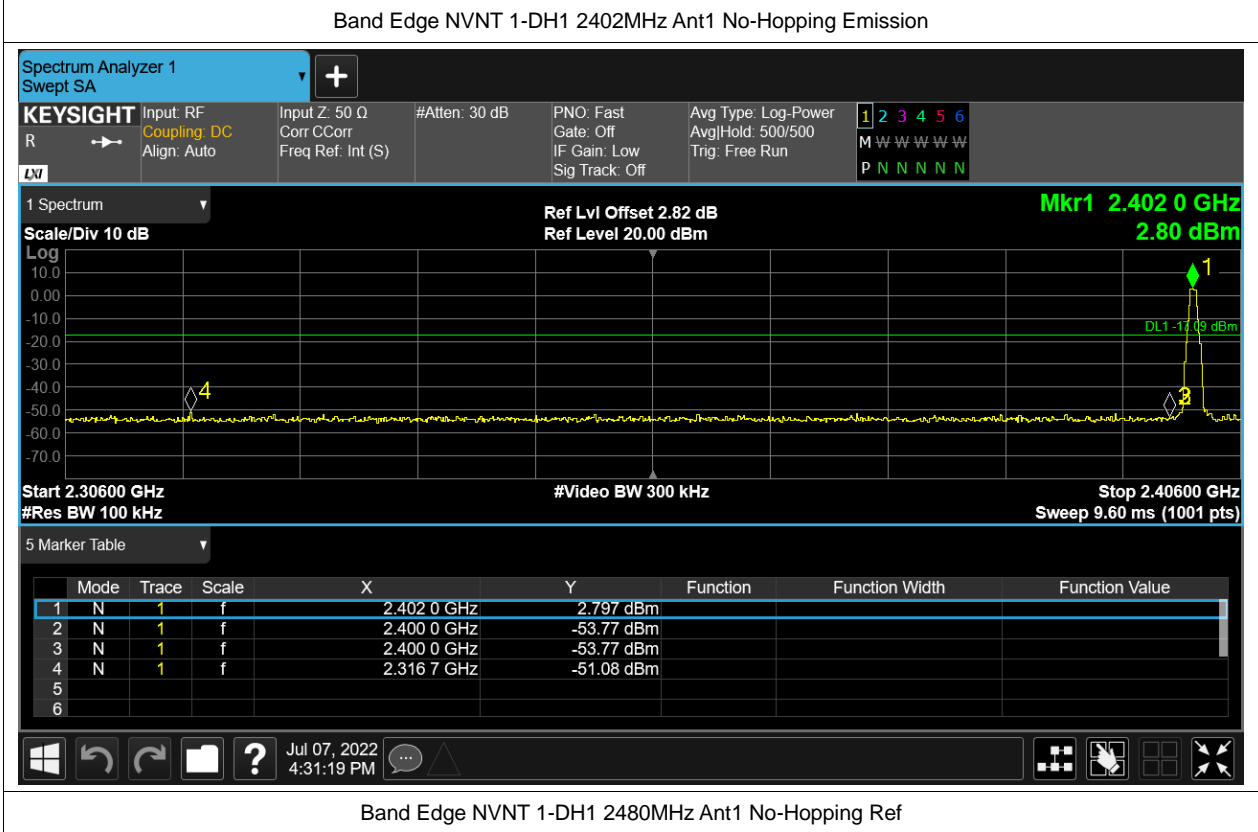 Band Edge NVNT 1-DH1 2402MHz Ant1 No-Hopping Emission
Spectrum Analyzer 1
Swept SA
+
KEYSIGHT Input: RF Input Z: 50 Ω #Atten: 30 dB PNO: Fast Avg Type: Log-Power 1 2 3 4 5 6
R Coupling: DC Corr CCorr Gate: Off Avg|Hold: 500/500 M W W W W W
Align: Auto Freq Ref: Int (S) IF Gain: Low Trig: Free Run
LXI Sig Track: Off P N N N N N
1 Spectrum Ref Lvl Offset 2.82 dB Mkr1 2.402 0 GHz
Scale/Div 10 dB Ref Level 20.00 dBm 2.80 dBm
Log
1
10.0
0.00
-10.0
DL1 -17.09 dBm
-20.0
-30.0
-40.0
4
-50.0
-60.0
-70.0
Start 2.30600 GHz #Video BW 300 kHz Stop 2.40600 GHz
#Res BW 100 kHz Sweep 9.60 ms (1001 pts)
5 Marker Table
Mode Trace Scale X Y Function Function Width Function Value
1 N 1 f 2.402 0 GHz 2.797 dBm
2 N 1 f 2.400 0 GHz -53.77 dBm
3 N 1 f 2.400 0 GHz -53.77 dBm
4 N 1 f 2.316 7 GHz -51.08 dBm
5
6
? Jul 07, 2022
4:31:19 PM
Band Edge NVNT 1-DH1 2480MHz Ant1 No-Hopping Ref